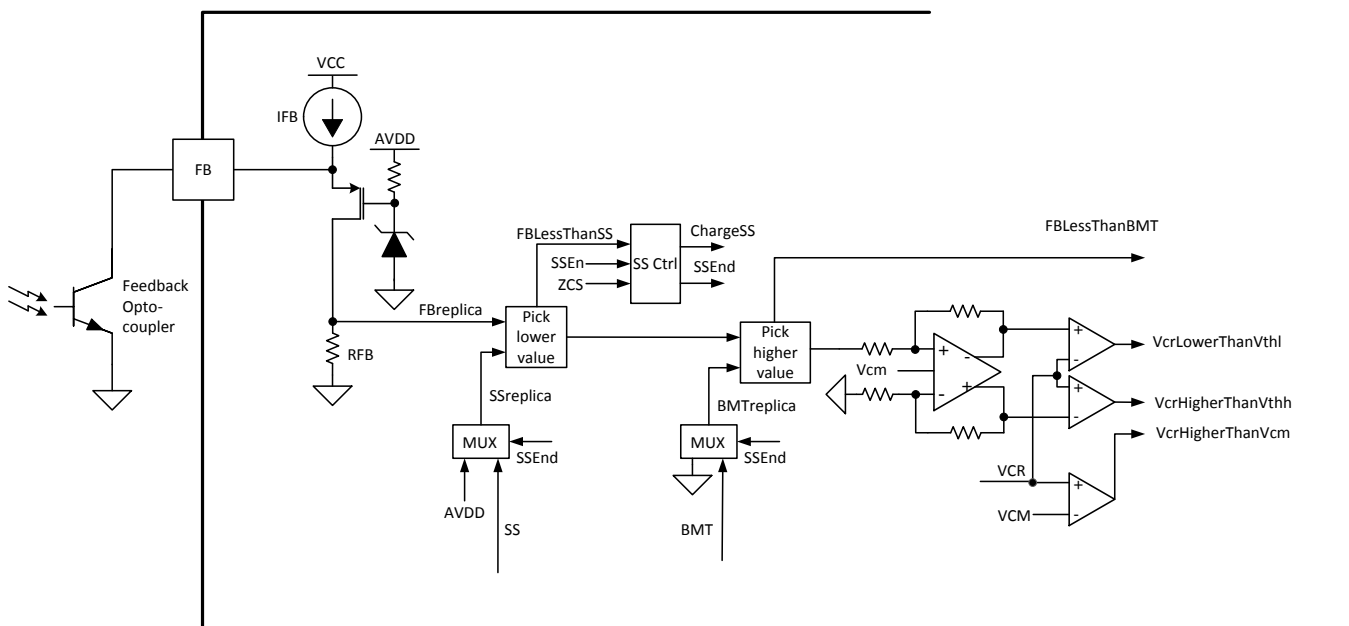 VCC
IFB
AVDD
FB
Feedback
Opto-
coupler
FBLessThanSS
SSEn
ZCS
SS Ctrl
ChargeSS
SSEnd
FBLessThanBMT
FBreplica
RFB
Pick
lower
value
Pick
higher
value
SSreplica
BMTreplica
MUX
SSEnd
AVDD
SS
MUX
SSEnd
BMT
Vcm
+
-
-
+
+
-
+
-
VcrLowerThanVthl
VcrHigherThanVthh
VcrHigherThanVcm
VCR
VCM
+
-